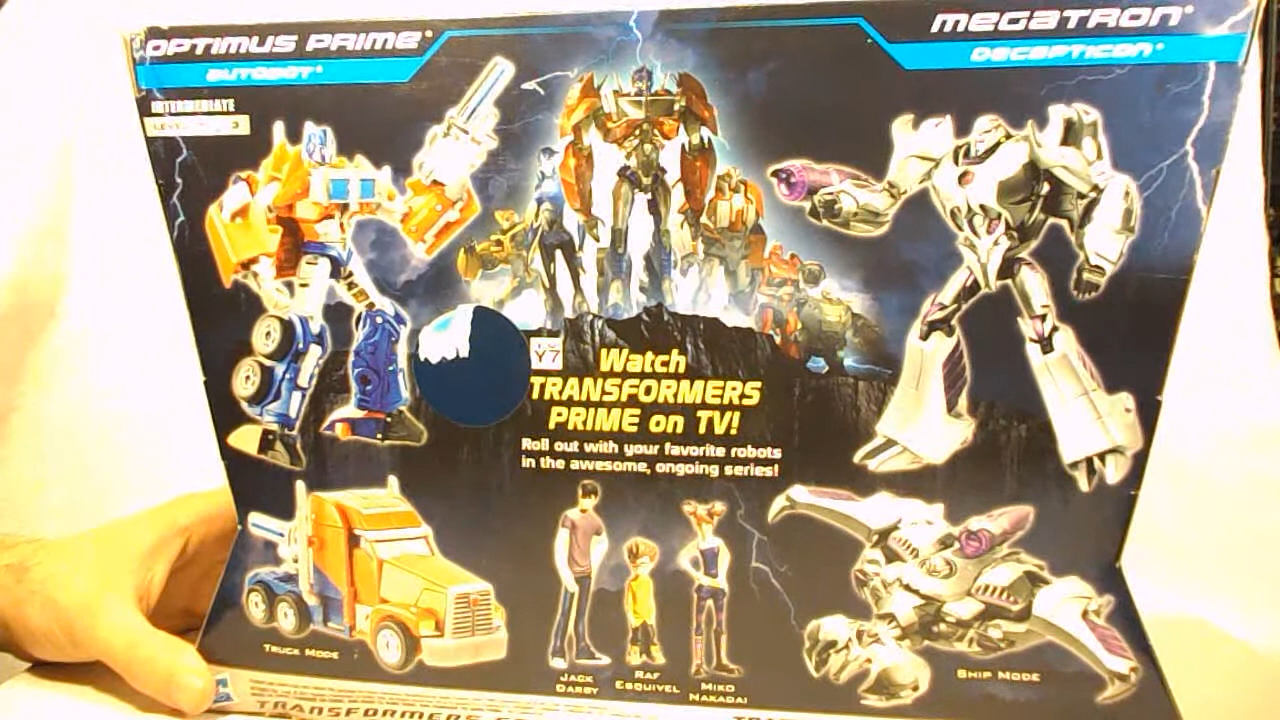 OPTIMUS PRIME
AUTOBOT
MEGATRON
DECEPTICON
INTERMEDIATE
Y7
Watch
TRANSFORMERS
PRIME on TV!
Roll out with your favorite robots
in the awesome, ongoing series!
TRUCK MODE
JACK
DARBY
RAF
ESQUIVEL
MIKO
NAKADAI
SHIP MODE
TRANSFORMERS